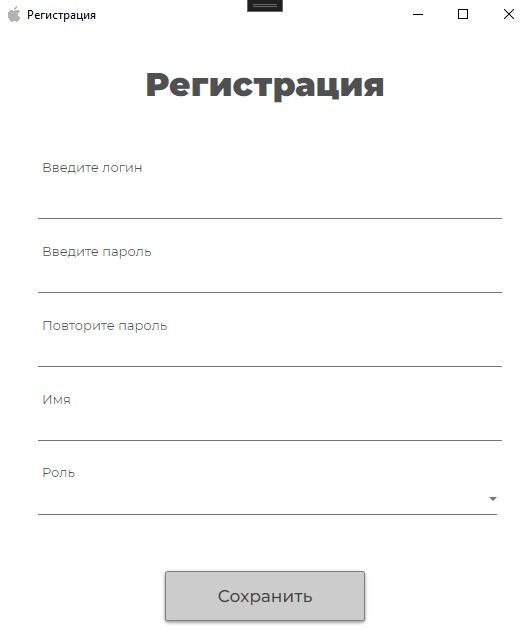 Регистрация
Регистрация
Введите логин
Введите пароль
Повторите пароль
Имя
Роль
Сохранить